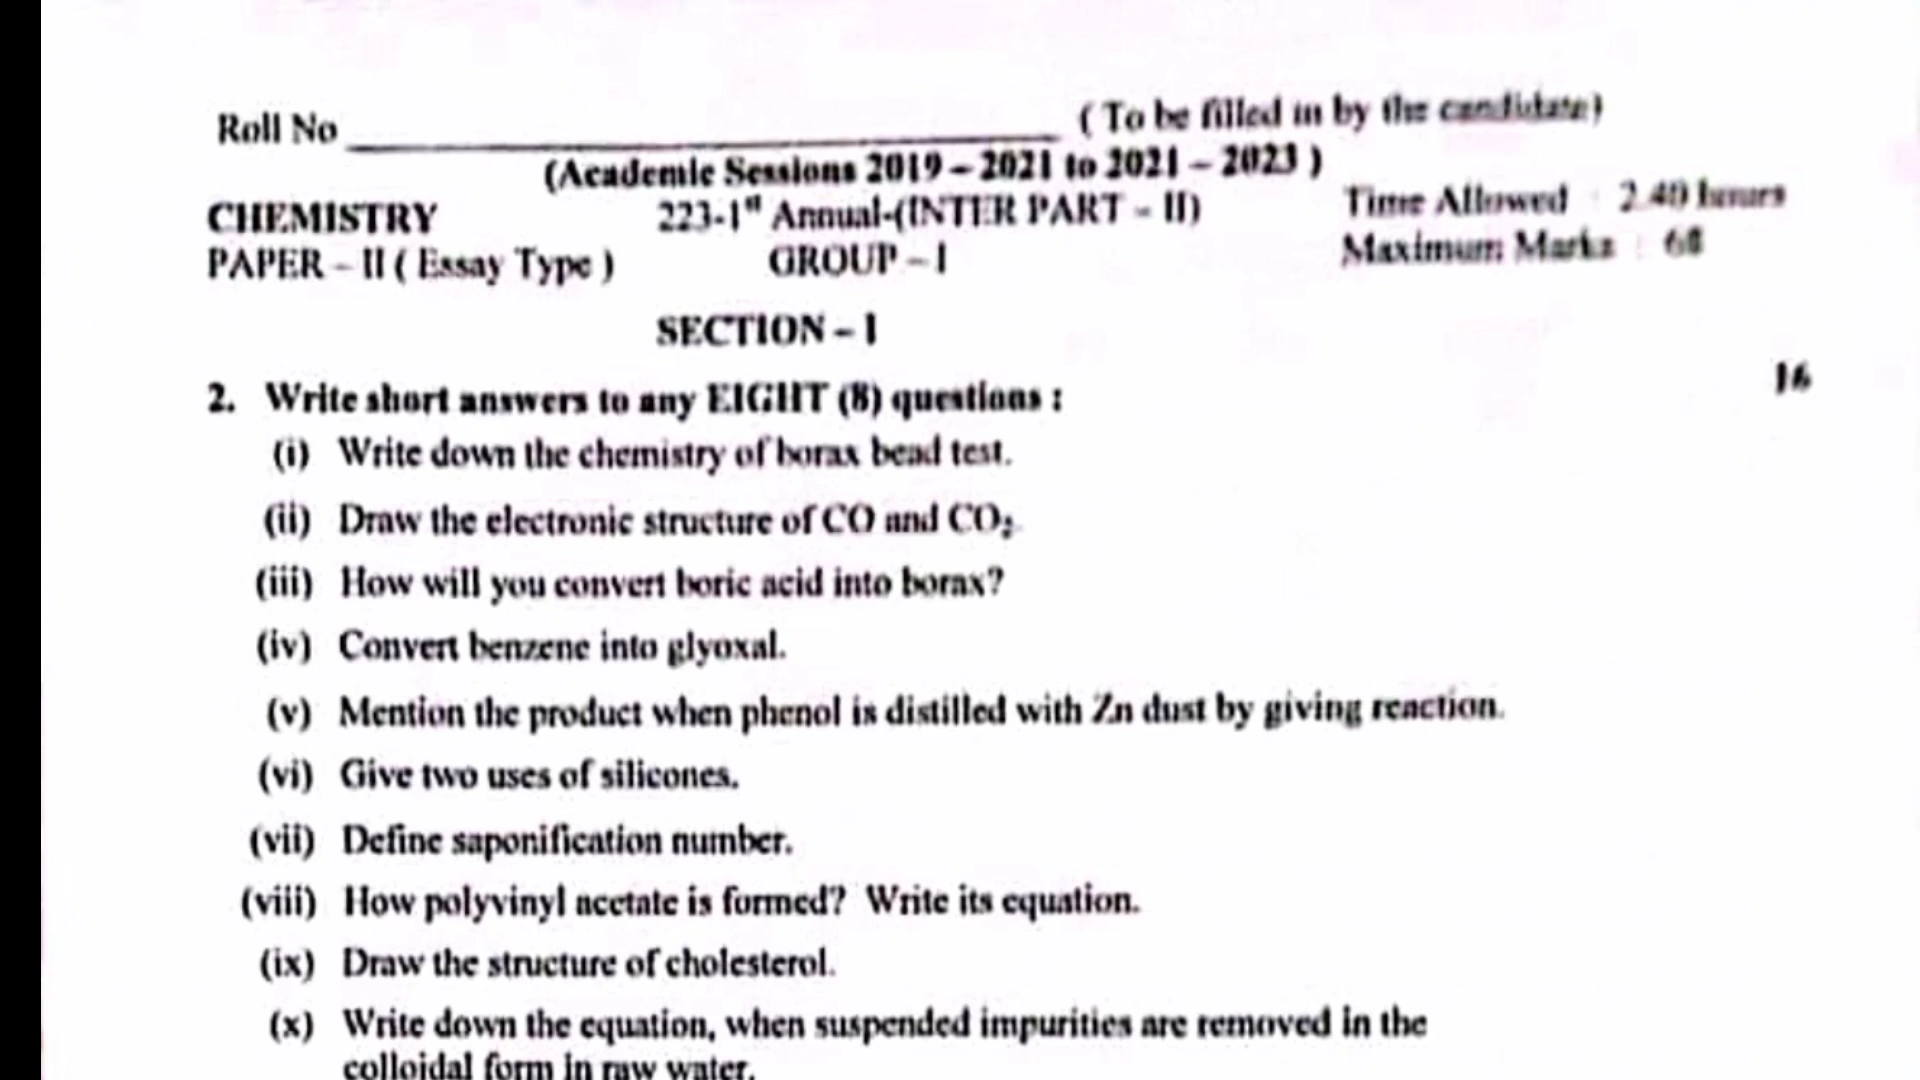 Roll No ____________________ ( To be filled in by the candidate)
(Academic Sessions 2019 – 2021 to 2021 – 2023 )
CHEMISTRY 223-1st Annual-(INTER PART – II) Time Allowed : 2.40 hours
PAPER – II ( Essay Type ) GROUP – I Maximum Marks :
SECTION – I
2. Write short answers to any EIGHT (8) questions : 16
(i) Write down the chemistry of borax bead test.
(ii) Draw the electronic structure of CO and CO₂.
(iii) How will you convert boric acid into borax?
(iv) Convert benzene into glyoxal.
(v) Mention the product when phenol is distilled with Zn dust by giving reaction.
(vi) Give two uses of silicones.
(vii) Define saponification number.
(viii) How polyvinyl acetate is formed? Write its equation.
(ix) Draw the structure of cholesterol.
(x) Write down the equation, when suspended impurities are removed in the
colloidal form in raw water.